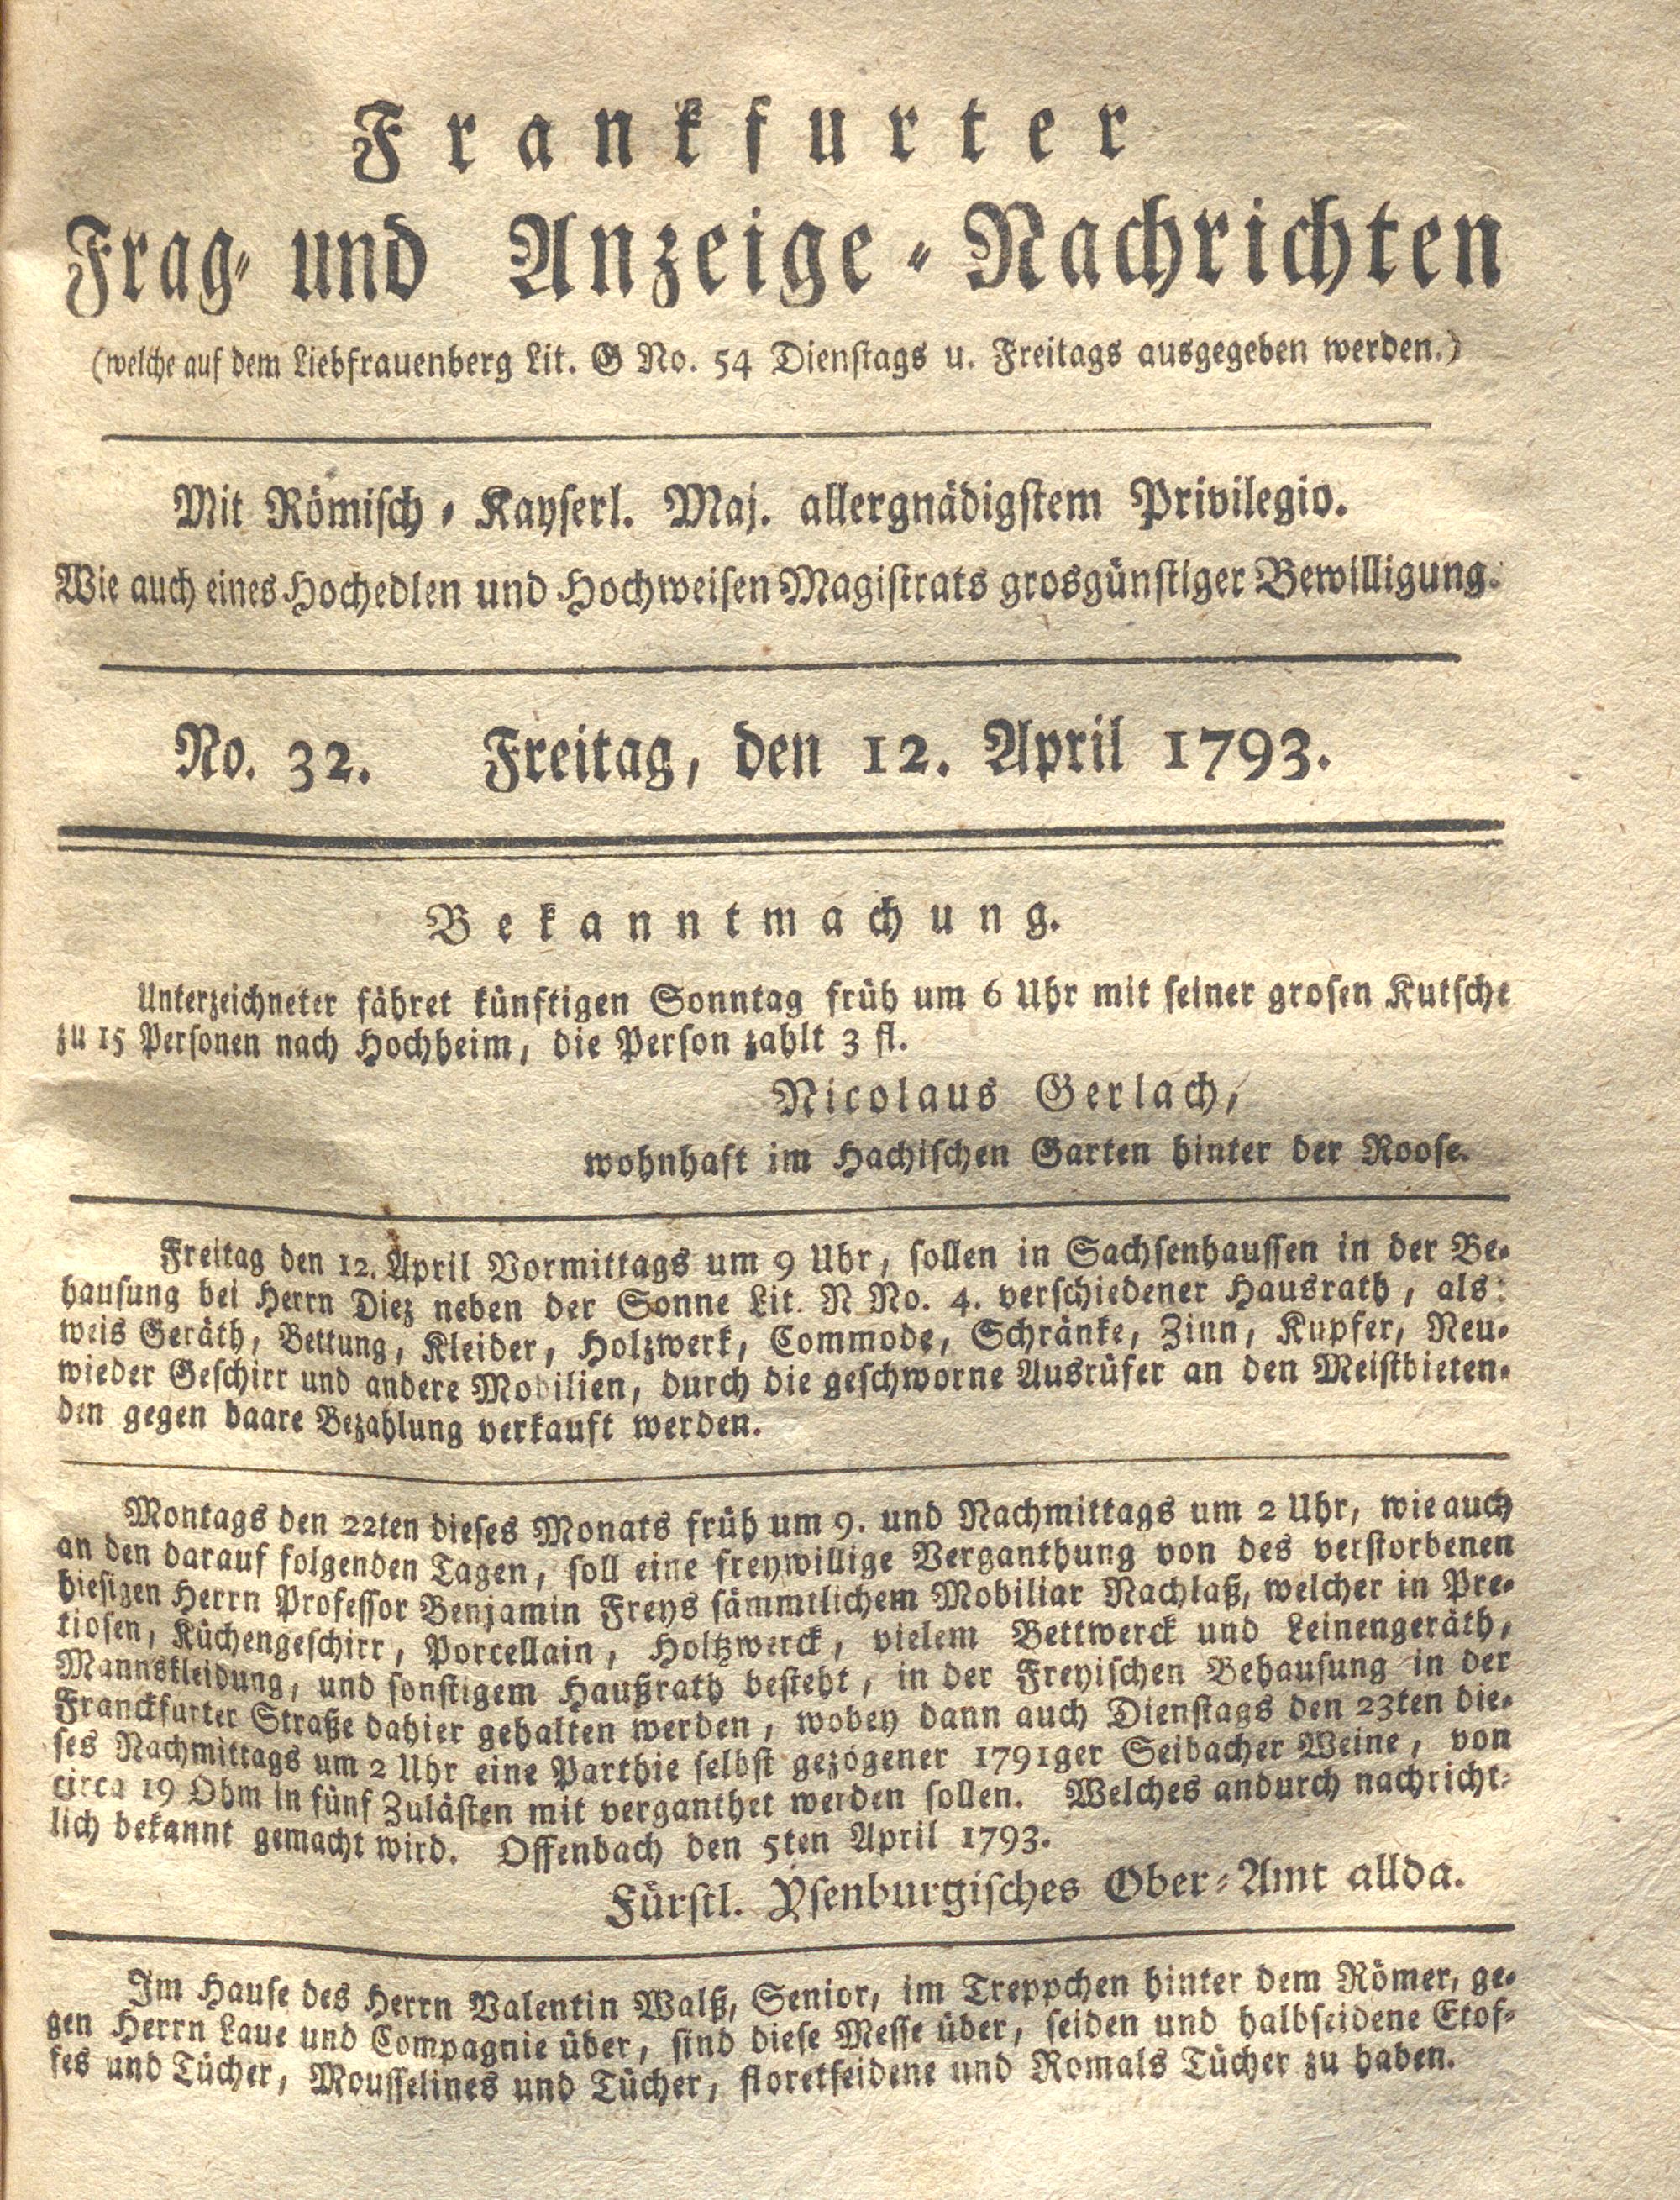 Frankfurter
Frag- und Anzeige-Nachrichten
(welche auf dem Liebfrauenberg Lit. G No. 54 Dienstags u. Freitags ausgegeben werden.)
Mit Römisch-Kayserl. Maj. allergnädigstem Privilegio.
Wie auch eines Hochedlen und Hochweisen Magistrats grosgünstiger Bewilligung.
No. 32. Freitag, den 12. April 1793.
Bekanntmachung.
Unterzeichneter fähret künftigen Sonntag früh um 6 Uhr mit seiner grosen Kutsche
zu 15 Personen nach Hochheim, die Person zahlt 3 fl.
Nicolaus Gerlach,
wohnhaft im Hachischen Garten hinter der Roose.
Freitag den 12. April Vormittags um 9 Uhr, sollen in Sachsenhaussen in der Be-
hausung bei Herrn Diez neben der Sonne Lit. N No. 4. verschiedener Hausrath, als:
weis Geräth, Bettung, Kleider, Holzwerk, Commode, Schränke, Zinn, Kupfer, Neu-
wieder Geschirr und andere Mobilien, durch die geschworne Ausrüfer an den Meistbieten-
den gegen baare Bezahlung verkauft werden.
Montags den 22ten dieses Monats früh um 9. und Nachmittags um 2 Uhr, wie auch
an den darauf folgenden Tagen, soll eine freywillige Verganthung von des verstorbenen
hiesigen Herrn Professor Benjamin Freys sämmtlichem Mobiliar Nachlaß, welcher in Pre-
tiosen, Küchengeschirr, Porcellain, Holtzwerck, vielem Bettwerck und Leinengeräth,
Mannskleidung, und sonstigem Haußrath besteht, in der Freyischen Behausung in der
Franckfurter Straße dahier gehalten werden, wobey dann auch Dienstags den 23ten die-
ses Nachmittags um 2 Uhr eine Parthie selbst gezogener 1791ger Seibacher Weine, von
circa 19 Ohm in fünf Zulästen mit verganthet werden sollen. Welches andurch nachricht-
lich bekannt gemacht wird. Offenbach den 5ten April 1793.
Fürstl. Ysenburgisches Ober-Amt allda.
Im Hause des Herrn Valentin Walß, Senior, im Treppchen hinter dem Römer, ge-
gen Herrn Laue und Compagnie über, sind diese Messe über, seiden und halbseidene Etof-
fes und Tücher, Mousselines und Tücher, floretseidene und Romals Tücher zu haben.